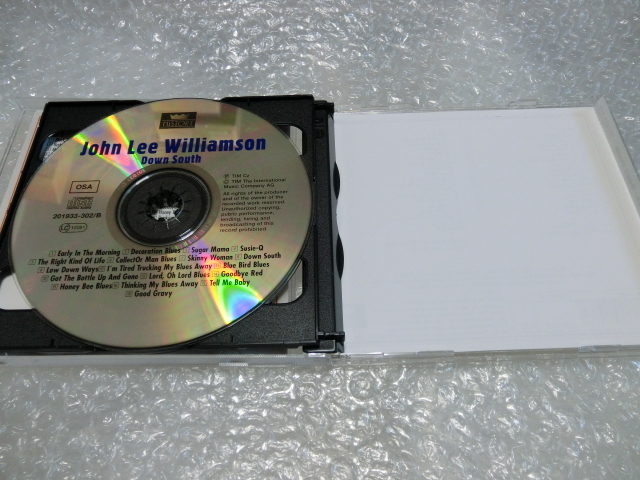 John Lee Williamson
Down South
OSA
201933-302/B
℗ TIM Cz
© TIM The International
Music Company AG
All rights of the producer
and of the owner of the
recorded work reserved.
Unauthorized copying,
public performance,
lending, hiring and
broadcasting of this
record prohibited.
Early In The Morning Decoration Blues Sugar Mama Susie-Q
The Right Kind Of Life CollectOr Man Blues Skinny Woman Down South
Low Down Ways I'm Tired Trucking My Blues Away Blue Bird Blues
Got The Bottle Up And Gone Lord, Oh Lord Blues Goodbye Red
Honey Bee Blues Thinking My Blues Away Tell Me Baby
Good Gravy